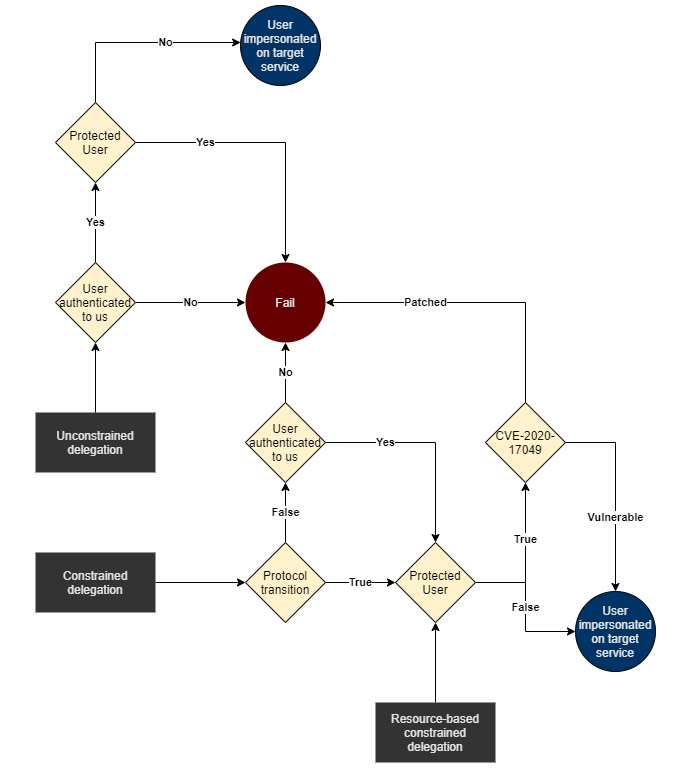 User
impersonated
on target
service
No
Protected
User
Yes
Yes
User
authenticated
to us
No
Fail
Patched
No
Unconstrained
delegation
User
authenticated
to us
Yes
CVE-2020-
17049
False
Vulnerable
True
Constrained
delegation
Protocol
transition
True
Protected
User
False
User
impersonated
on target
service
Resource-based
constrained
delegation